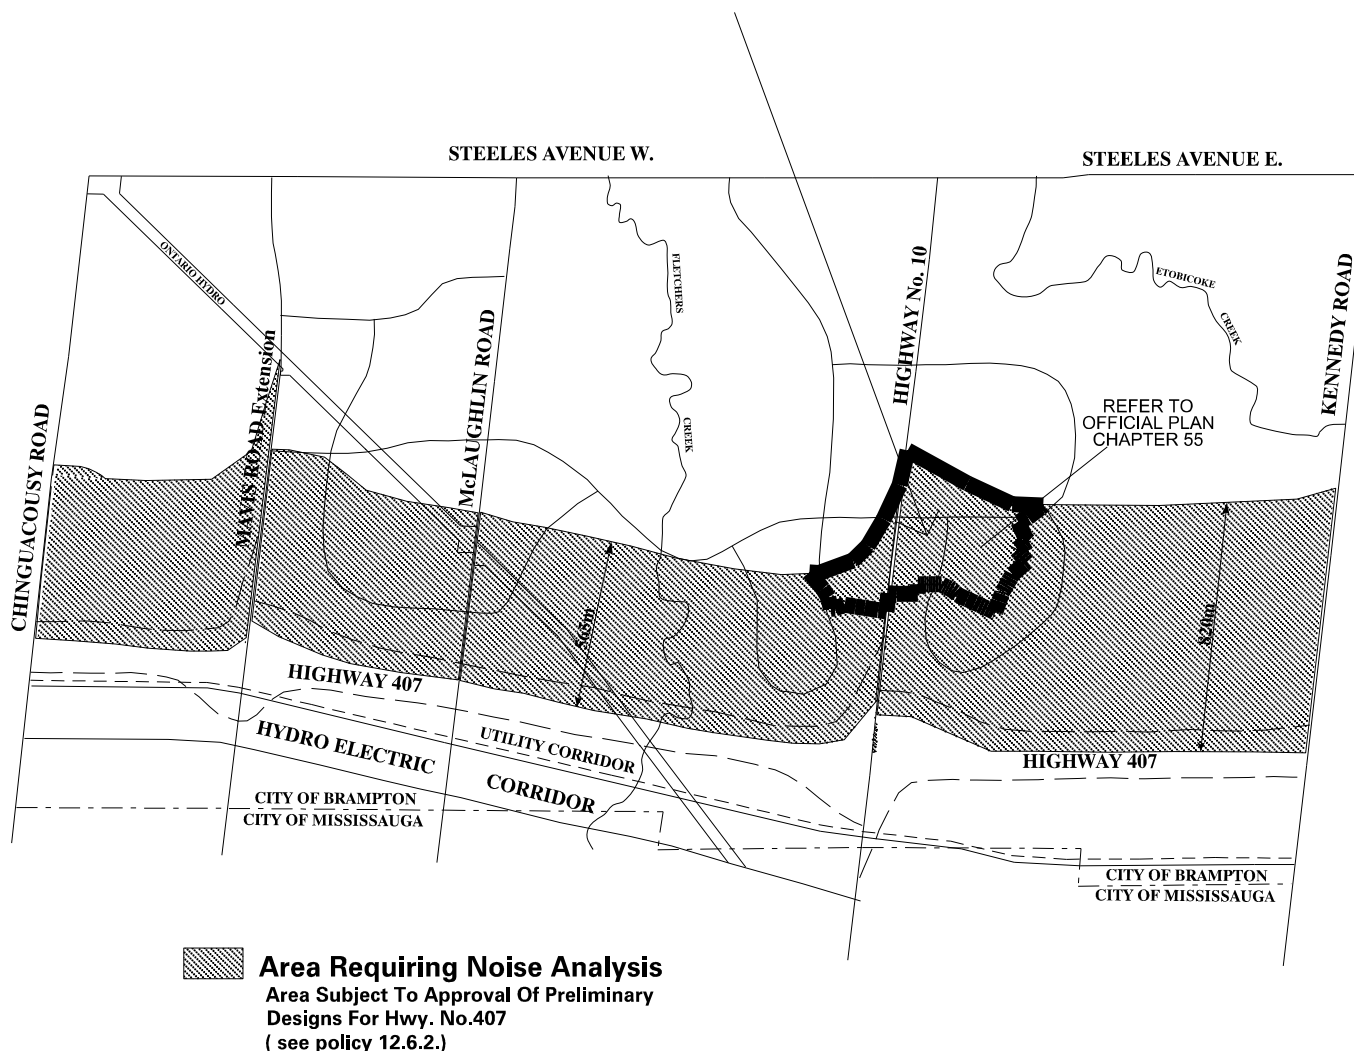 STEELES AVENUE W.
STEELES AVENUE E.
ONTARIO HYDRO
FLETCHERS
CREEK
ETOBICOKE
CREEK
HIGHWAY No. 10
KENNEDY ROAD
McLAUGHLIN ROAD
MAVIS ROAD Extension
CHINGUACOUSY ROAD
REFER TO
OFFICIAL PLAN
CHAPTER 55
565m
820m
HIGHWAY 407
UTILITY CORRIDOR
HYDRO ELECTRIC
CORRIDOR
HIGHWAY 407
CITY OF BRAMPTON
CITY OF MISSISSAUGA
CITY OF BRAMPTON
CITY OF MISSISSAUGA
Area Requiring Noise Analysis
Area Subject To Approval Of Preliminary
Designs For Hwy. No.407
( see policy 12.6.2.)